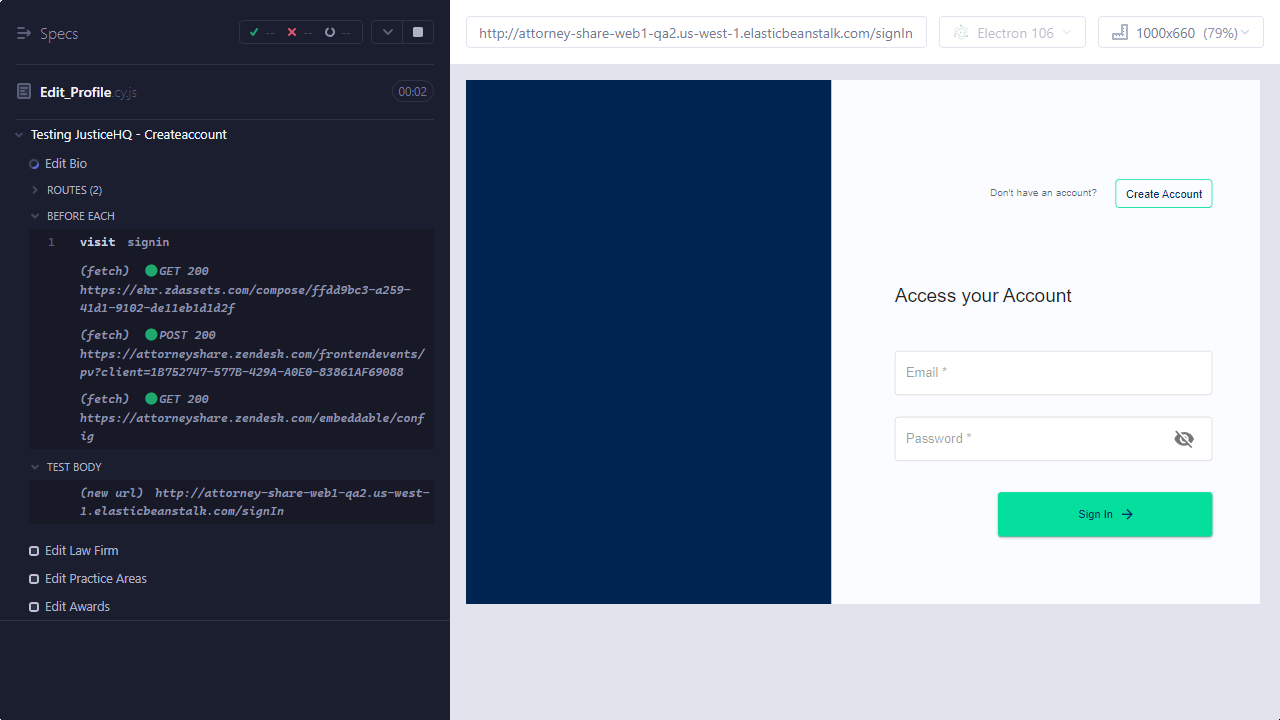 Specs
-- -- --
Edit_Profile.cy.js 00:02
Testing JusticeHQ - Createaccount
Edit Bio
ROUTES (2)
BEFORE EACH
1 visit signin
(fetch) GET 200
https://ekr.zdassets.com/compose/ffdd9bc3-a259-
41d1-9102-de11eb1d1d2f
(fetch) POST 200
https://attorneyshare.zendesk.com/frontendevents/
pv?client=1B752747-577B-429A-A0E0-83861AF69088
(fetch) GET 200
https://attorneyshare.zendesk.com/embeddable/conf
ig
TEST BODY
(new url) http://attorney-share-web1-qa2.us-west-
1.elasticbeanstalk.com/signIn
Edit Law Firm
Edit Practice Areas
Edit Awards
http://attorney-share-web1-qa2.us-west-1.elasticbeanstalk.com/signIn
Electron 106
1000x660 (79%)
Don't have an account?
Create Account
Access your Account
Email *
Password *
Sign In